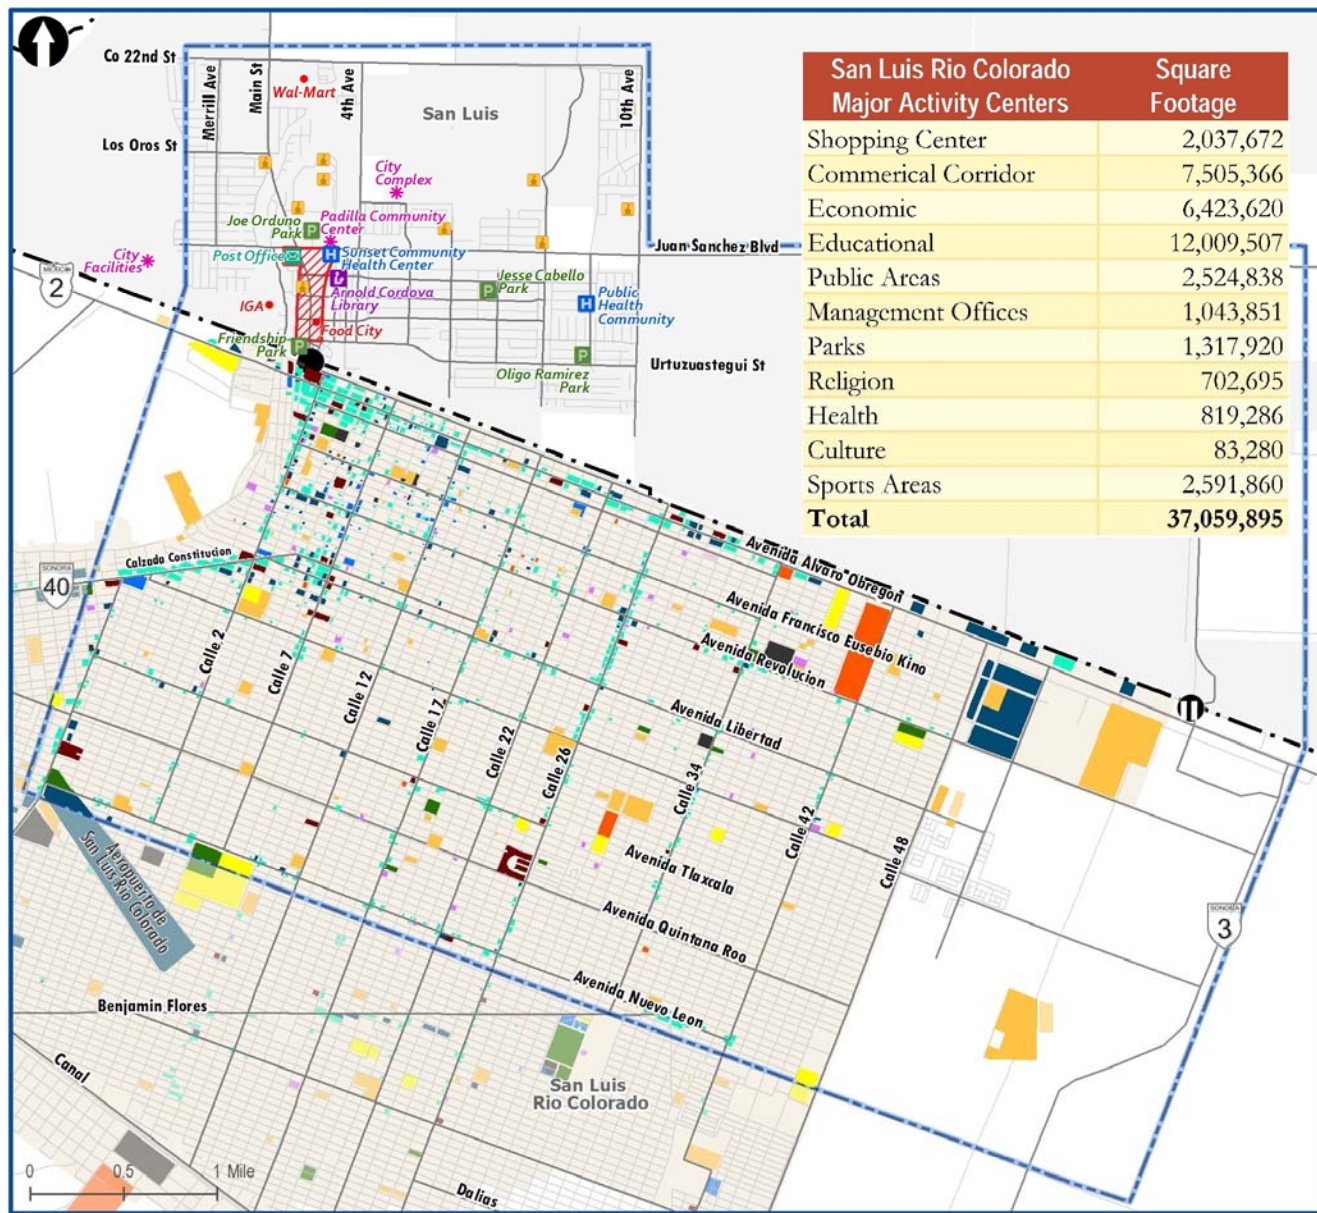 Co 22nd St
Merrill Ave
Main St
4th Ave
10th Ave
Wal-Mart
San Luis
Los Oros St
City
Complex
Joe Orduno
Park
Padilla Community
Center
Post Office
Sunset Community
Health Center
Juan Sanchez Blvd
City
Facilities
MEXICO
2
Arnold Cordova
Library
Jesse Cabello
Park
Public
Health
Community
IGA
Food City
Friendship
Park
Oligo Ramirez
Park
Urtuzuastegui St
San Luis Rio Colorado
Major Activity Centers
Square
Footage
Shopping Center 2,037,672
Commerical Corridor 7,505,366
Economic 6,423,620
Educational 12,009,507
Public Areas 2,524,838
Management Offices 1,043,851
Parks 1,317,920
Religion 702,695
Health 819,286
Culture 83,280
Sports Areas 2,591,860
Total 37,059,895
Calzada Constitucion
SONORA
40
Avenida Alvaro Obregon
Avenida Francisco Eusebio Kino
Avenida Revolucion
Avenida Libertad
Calle 2
Calle 7
Calle 12
Calle 17
Calle 22
Calle 26
Calle 34
Calle 42
Calle 48
Avenida Tlaxcala
Avenida Quintana Roo
Avenida Nuevo Leon
Aeropuerto de
San Luis Rio Colorado
SONORA
3
Benjamin Flores
Canal
San Luis
Rio Colorado
Dalias
0 0.5 1 Mile